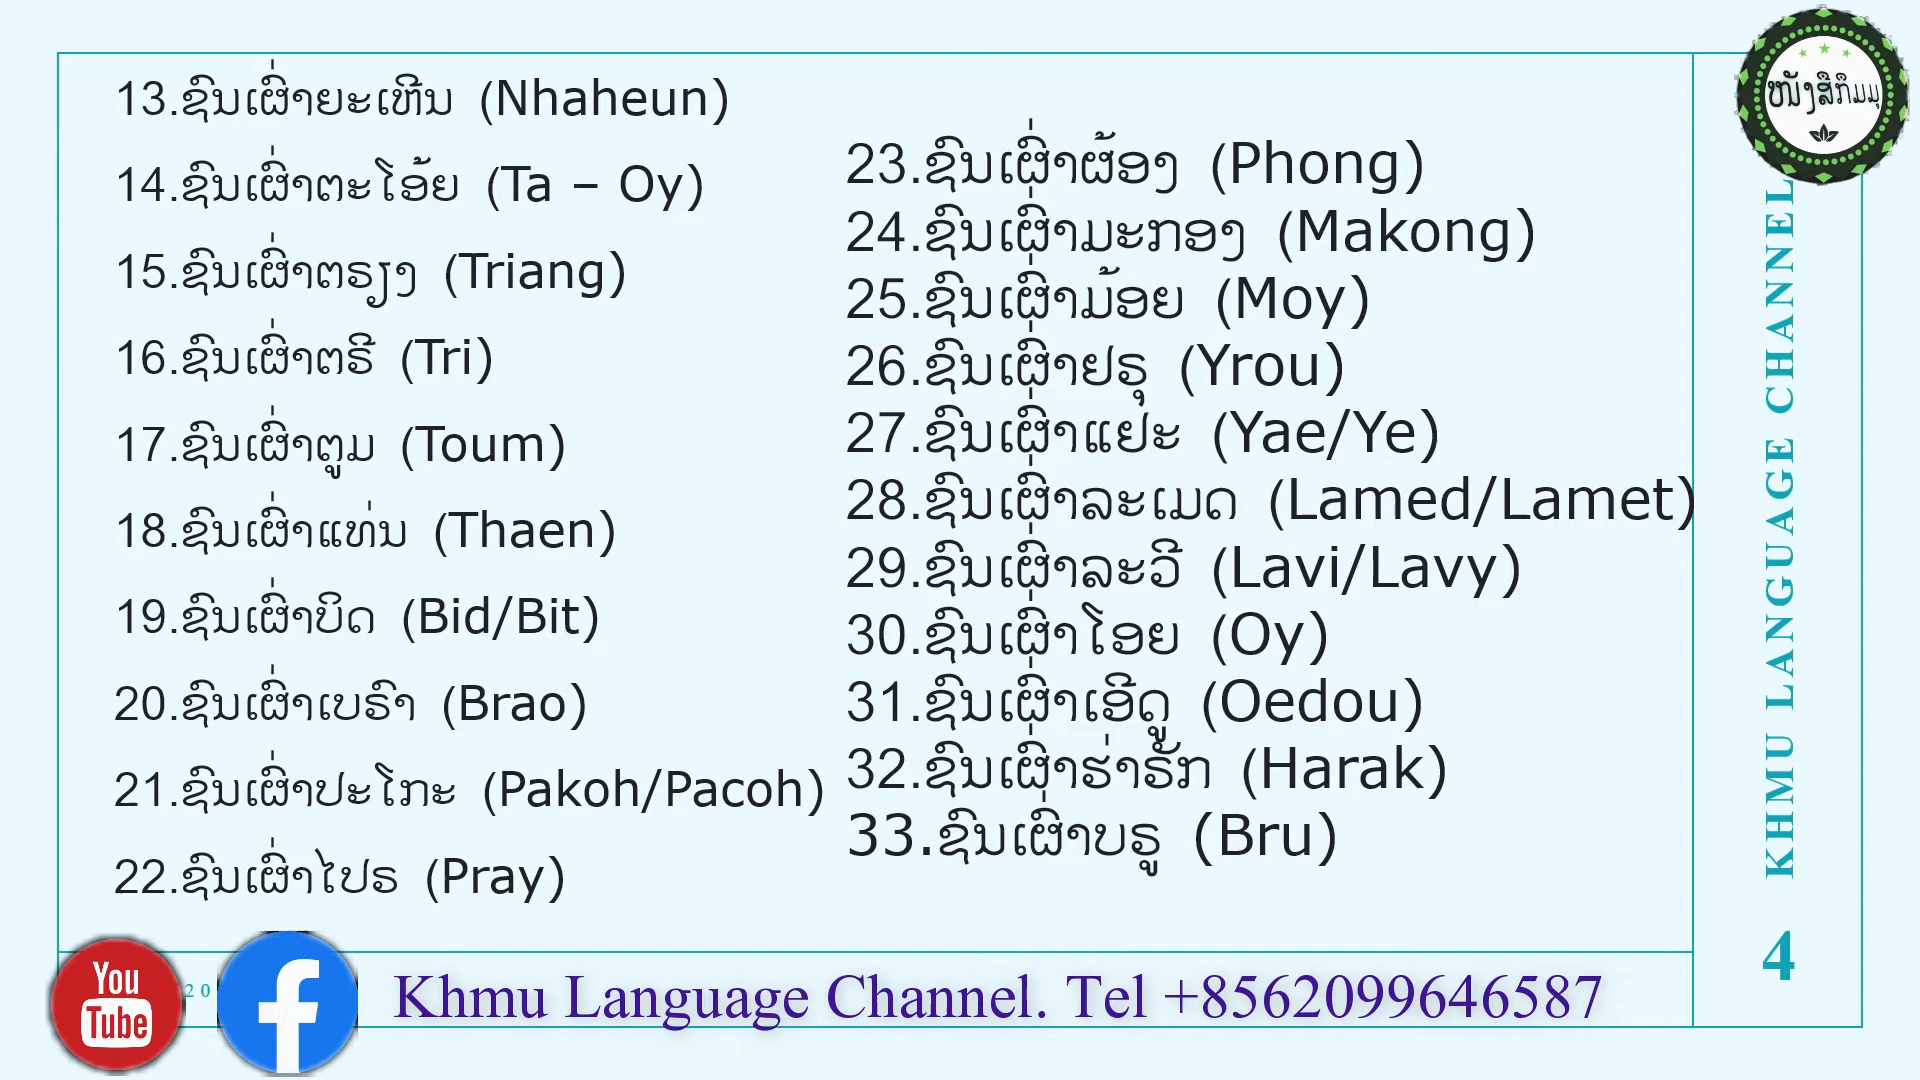 13.ຊົນເຜົ່າຍະເຫີນ (Nhaheun)
14.ຊົນເຜົ່າຕະໂອ້ຍ (Ta – Oy)
15.ຊົນເຜົ່າຕຣຽງ (Triang)
16.ຊົນເຜົ່າຕຣີ (Tri)
17.ຊົນເຜົ່າຕູມ (Toum)
18.ຊົນເຜົ່າແທ່ນ (Thaen)
19.ຊົນເຜົ່າບິດ (Bid/Bit)
20.ຊົນເຜົ່າເບຣົາ (Brao)
21.ຊົນເຜົ່າປະໂກະ (Pakoh/Pacoh)
22.ຊົນເຜົ່າໄປຣ (Pray)
23.ຊົນເຜົ່າຜ້ອງ (Phong)
24.ຊົນເຜົ່າມະກອງ (Makong)
25.ຊົນເຜົ່າມ້ອຍ (Moy)
26.ຊົນເຜົ່າຢຣຸ (Yrou)
27.ຊົນເຜົ່າແຢະ (Yae/Ye)
28.ຊົນເຜົ່າລະເມດ (Lamed/Lamet)
29.ຊົນເຜົ່າລະວີ (Lavi/Lavy)
30.ຊົນເຜົ່າໂອຍ (Oy)
31.ຊົນເຜົ່າເອີດູ (Oedou)
32.ຊົນເຜົ່າຮ່າຣັກ (Harak)
33.ຊົນເຜົ່າບຣູ (Bru)
ໜັງສືກຶມມຸ
KHMU LANGUAGE CHANNEL
4
You
Tube
20
Khmu Language Channel. Tel +8562099646587